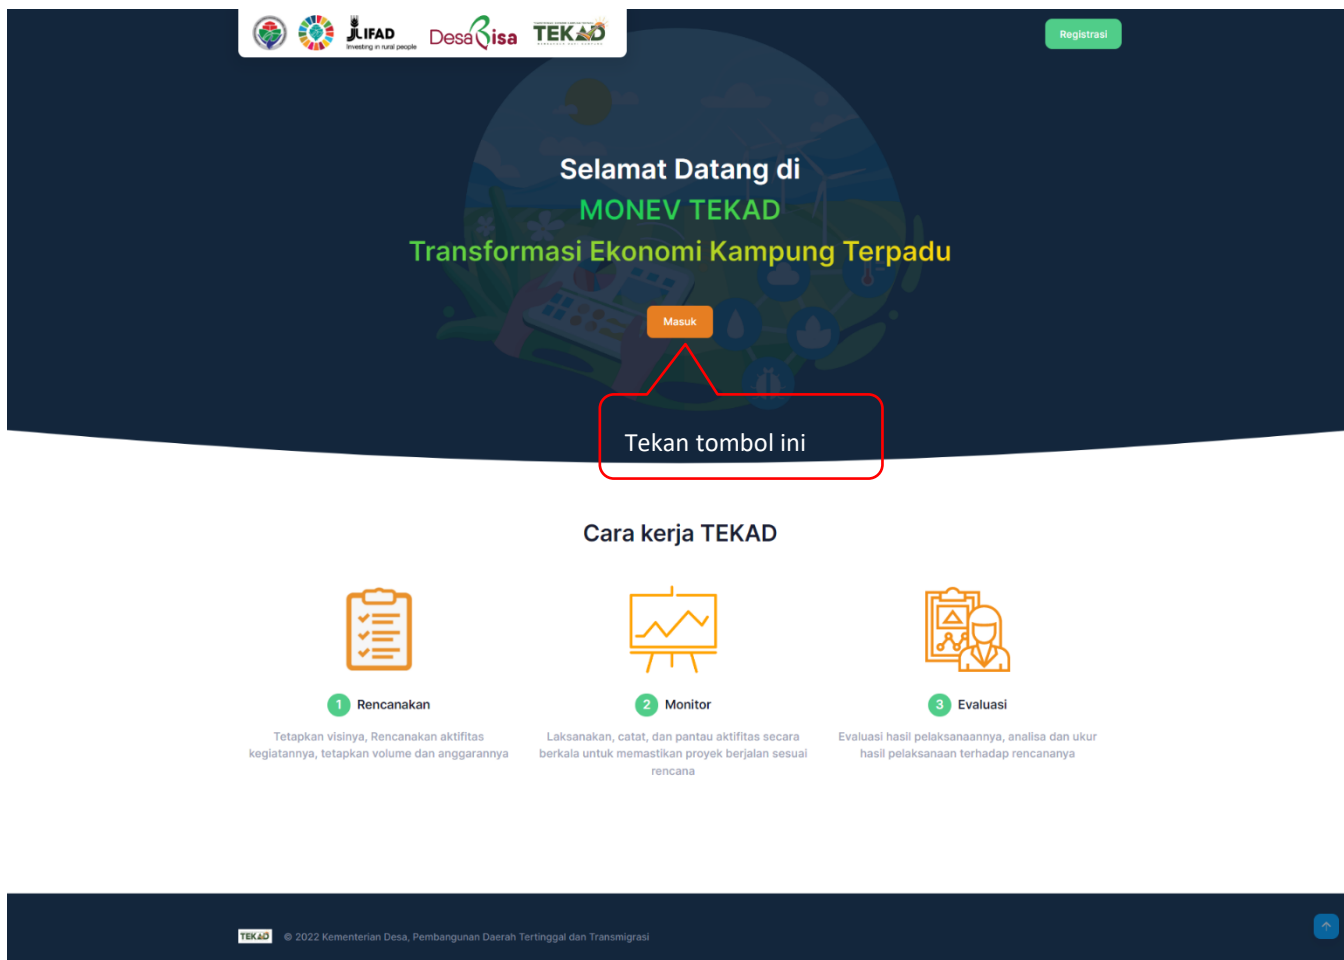 IFAD
Investing in rural people
DesaBisa
TEKAD
Registrasi
Selamat Datang di
MONEV TEKAD
Transformasi Ekonomi Kampung Terpadu
Masuk
Tekan tombol ini
Cara kerja TEKAD
1 Rencanakan
Tetapkan visinya, Rencanakan aktifitas
kegiatannya, tetapkan volume dan anggarannya
2 Monitor
Laksanakan, catat, dan pantau aktifitas secara
berkala untuk memastikan proyek berjalan sesuai
rencana
3 Evaluasi
Evaluasi hasil pelaksanaannya, analisa dan ukur
hasil pelaksanaan terhadap rencananya
TEKAD
© 2022 Kementerian Desa, Pembangunan Daerah Tertinggal dan Transmigrasi